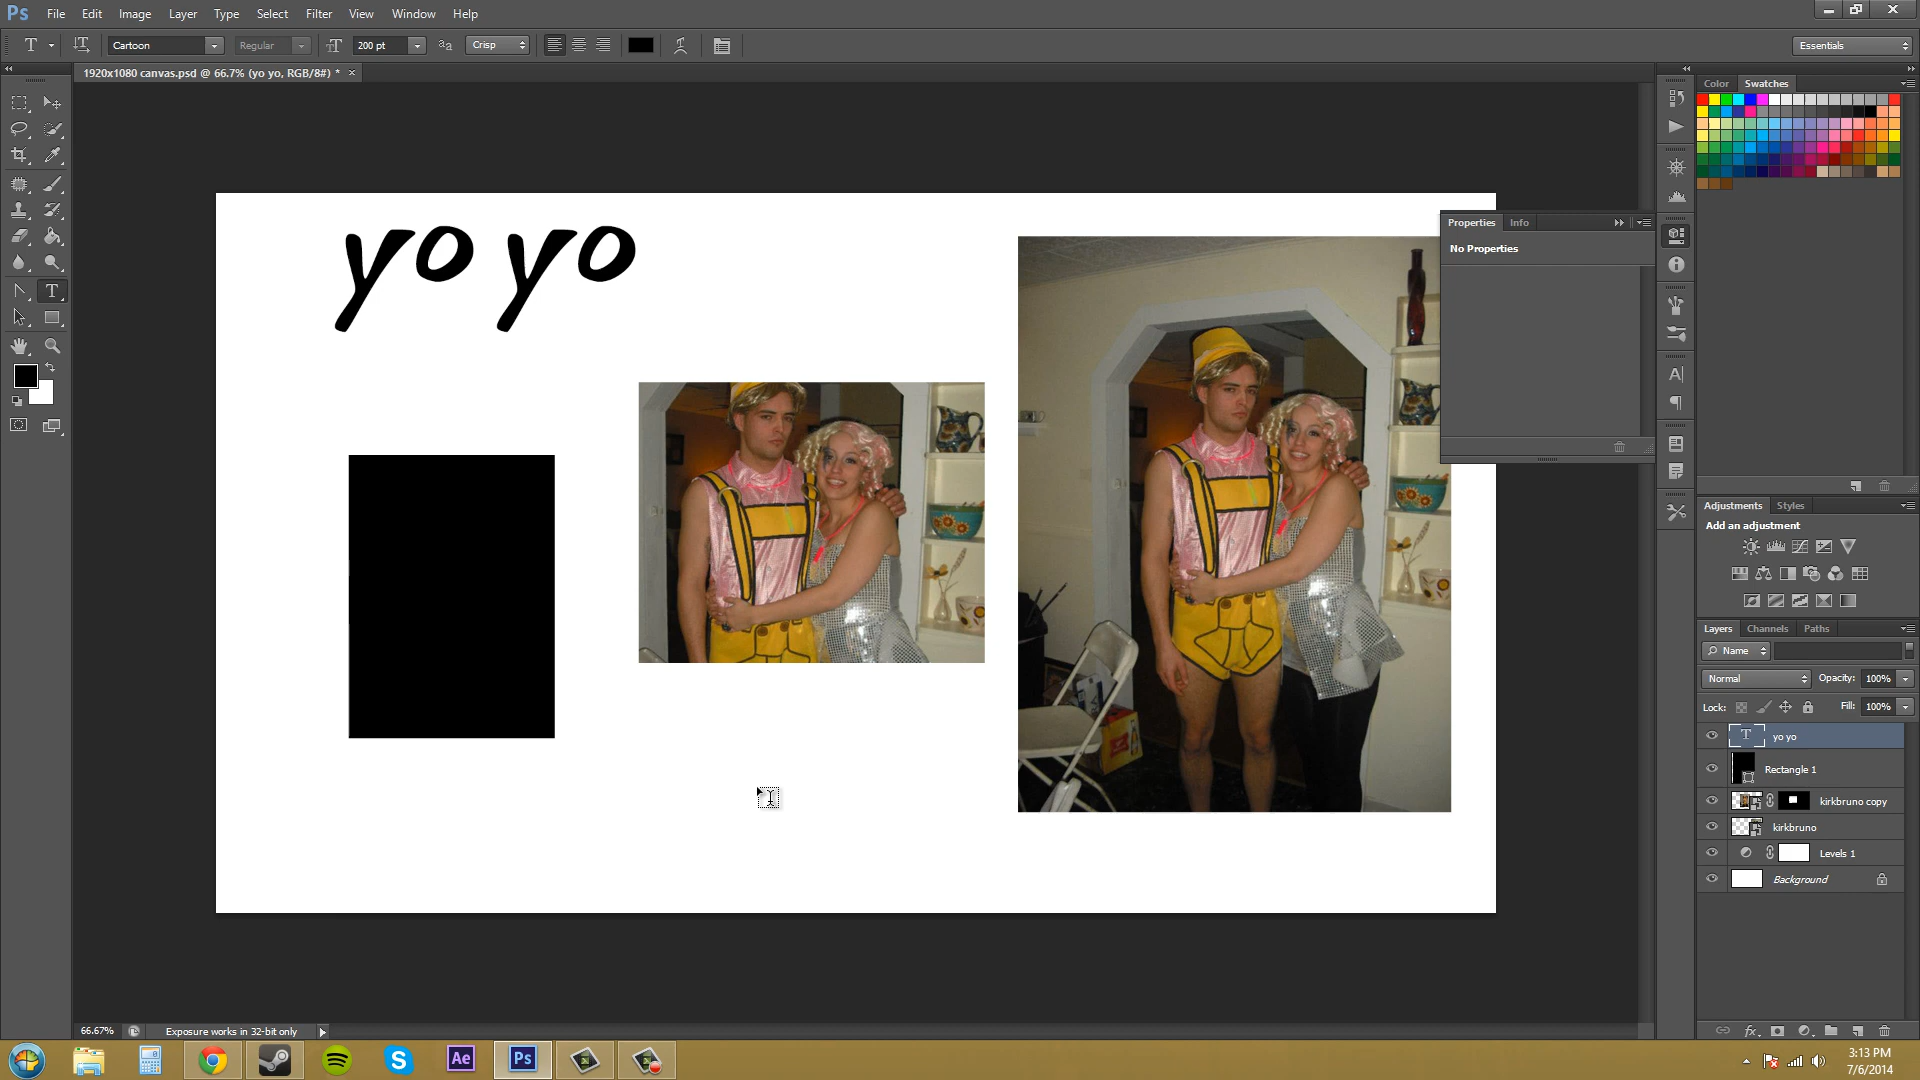 Ps File Edit Image Layer Type Select Filter 3D View Window Help
T Cartoon Regular 200 pt Crisp Essentials
1920x1080 canvas.psd @ 66.7% (yo yo, RGB/8#) *
Color Swatches
yo yo
Properties Info
No Properties
Adjustments Styles
Add an adjustment
Layers Channels Paths
Name
Normal Opacity: 100%
Lock: Fill: 100%
T yo yo
Rectangle 1
kirkbruno copy
kirkbruno
Levels 1
Background
66.67% Exposure works in 32-bit only
fx
S Ae Ps
3:13 PM
7/6/2014